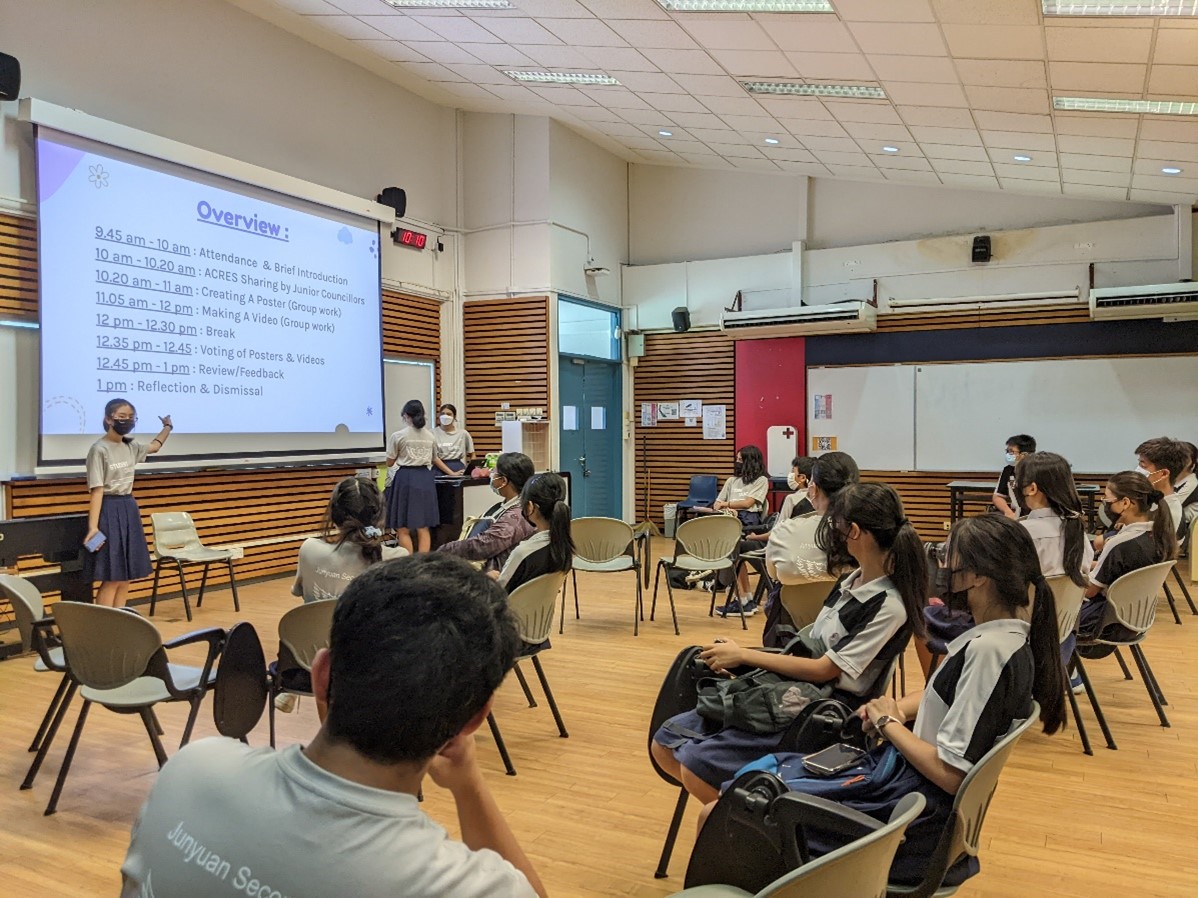 Overview :
9.45 am - 10 am : Attendance & Brief Introduction
10 am - 10.20 am : ACRES Sharing by Junior Councillors
10.20 am - 11 am : Creating A Poster (Group work)
11.05 am - 12 pm : Making A Video (Group work)
12 pm - 12.30 pm : Break
12.35 pm - 12.45 : Voting of Posters & Videos
12.45 pm - 1 pm : Review/Feedback
1 pm : Reflection & Dismissal
10:10
Junyuan Secon